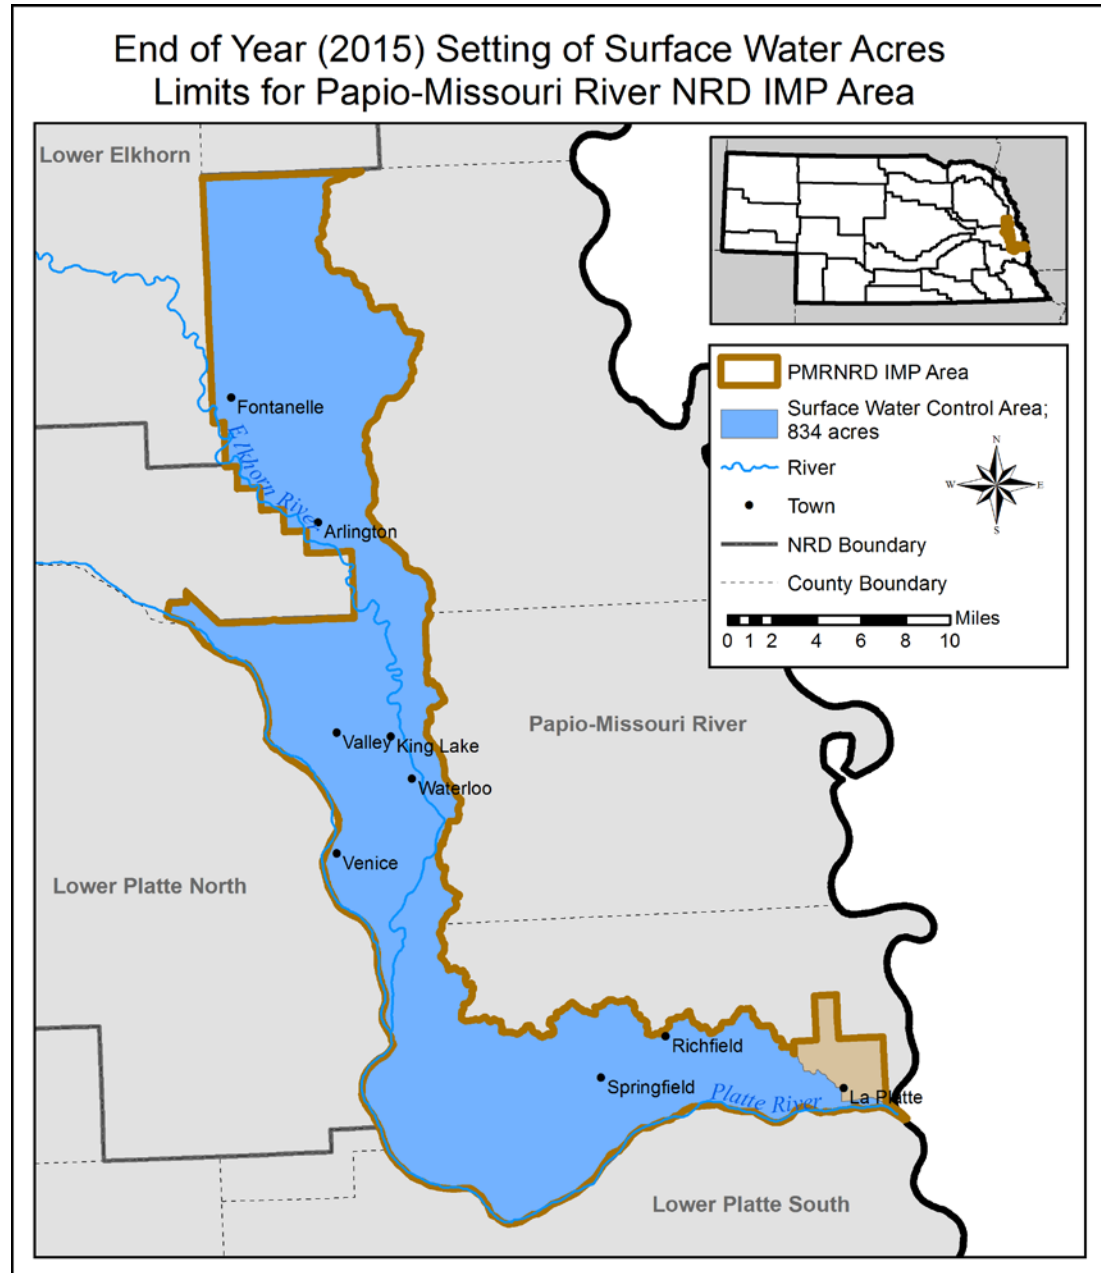 End of Year (2015) Setting of Surface Water Acres
Limits for Papio-Missouri River NRD IMP Area
Lower Elkhorn
PMRNRD IMP Area
Surface Water Control Area;
834 acres
River
Town
NRD Boundary
County Boundary
Miles
0 1 2 4 6 8 10
N
W E
S
Fontanelle
Elkhorn River
Arlington
Papio-Missouri River
Valley
King Lake
Waterloo
Venice
Lower Platte North
Richfield
Springfield
Platte River
La Platte
Lower Platte South